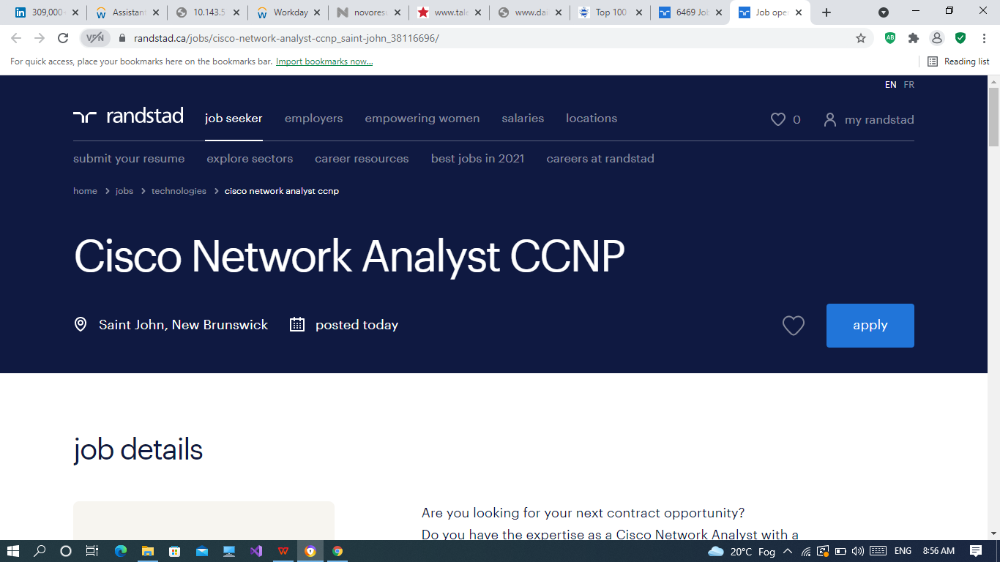 309,000
Assistan
10.143.5
Workday
novoresu
www.tale
www.dai
Top 100
6469 Job
Job oper
VPN
randstad.ca/jobs/cisco-network-analyst-ccnp_saint-john_38116696/
For quick access, place your bookmarks here on the bookmarks bar. Import bookmarks now...
Reading list
EN FR
randstad
job seeker employers empowering women salaries locations
0 my randstad
submit your resume explore sectors career resources best jobs in 2021 careers at randstad
home > jobs > technologies > cisco network analyst ccnp
Cisco Network Analyst CCNP
Saint John, New Brunswick posted today
apply
job details
Are you looking for your next contract opportunity?
Do you have the expertise as a Cisco Network Analyst with a
20°C Fog ENG 8:56 AM